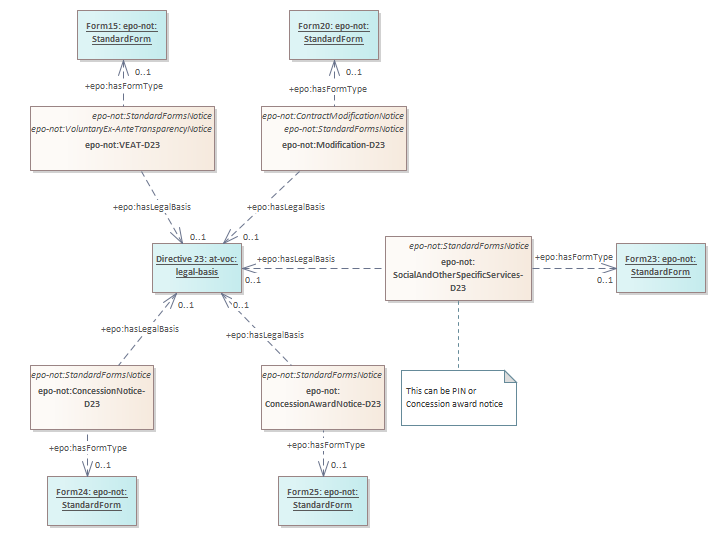 Form15: epo-not:
StandardForm
Form20: epo-not:
StandardForm
0..1
+epo:hasFormType
0..1
+epo:hasFormType
epo-not:StandardFormsNotice
epo-not:VoluntaryEx-AnteTransparencyNotice
epo-not:VEAT-D23
epo-not:ContractModificationNotice
epo-not:StandardFormsNotice
epo-not:Modification-D23
+epo:hasLegalBasis
0..1
+epo:hasLegalBasis
0..1
Directive 23: at-voc:
legal-basis
+epo:hasLegalBasis
0..1
epo-not:StandardFormsNotice
epo-not:
SocialAndOtherSpecificServices-
D23
+epo:hasFormType
0..1
Form23: epo-not:
StandardForm
0..1
+epo:hasLegalBasis
0..1
+epo:hasLegalBasis
epo-not:StandardFormsNotice
epo-not:ConcessionNotice-
D23
epo-not:StandardFormsNotice
epo-not:
ConcessionAwardNotice-D23
This can be PIN or
Concession award notice
+epo:hasFormType
0..1
+epo:hasFormType
0..1
Form24: epo-not:
StandardForm
Form25: epo-not:
StandardForm